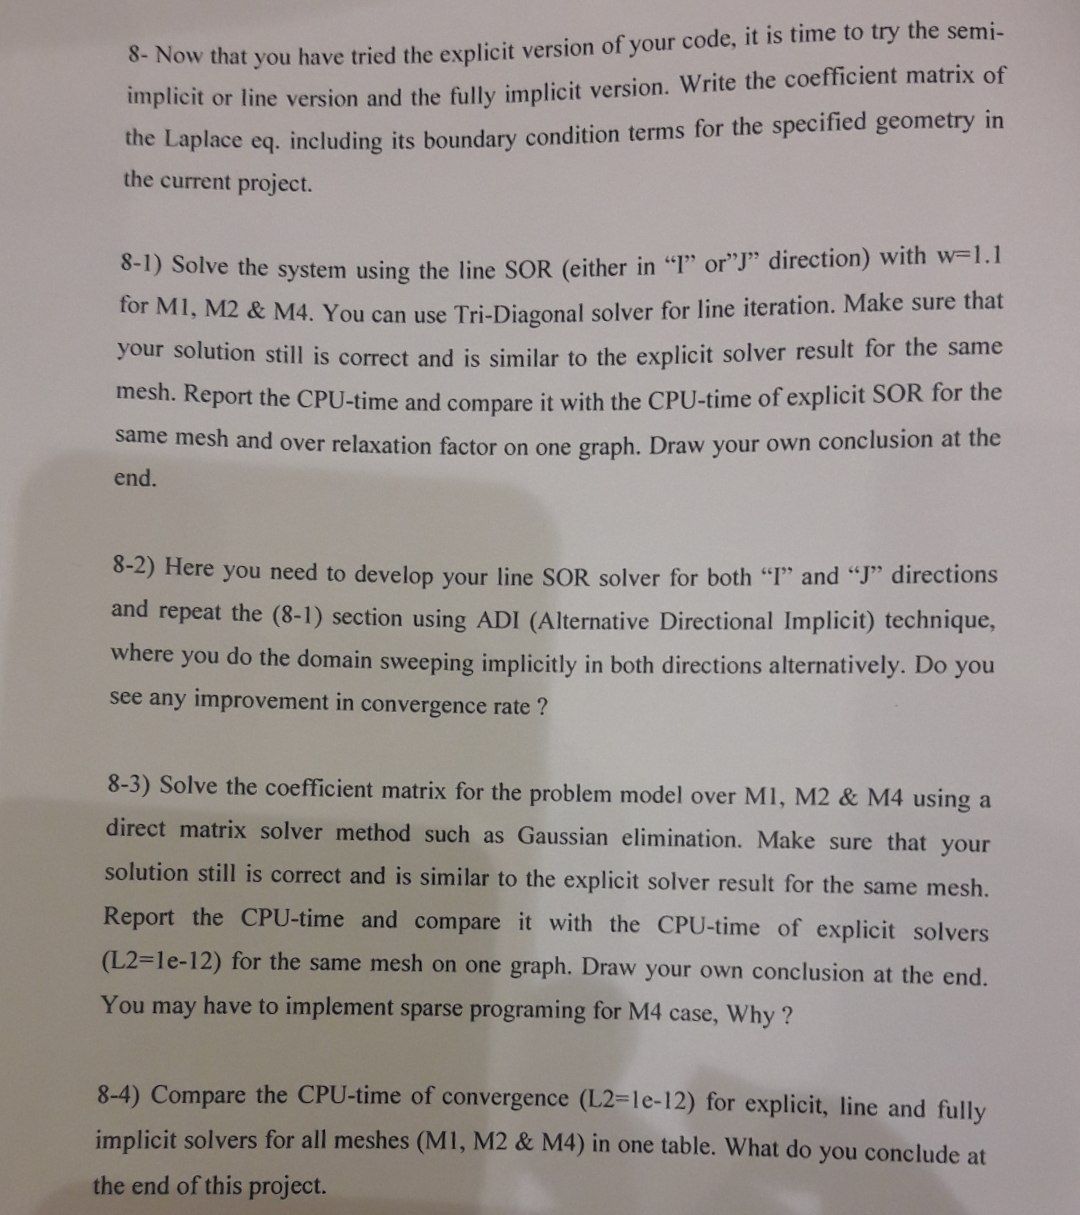 8- Now that you have tried the explicit version of your code, it is time to try the semi-
implicit or line version and the fully implicit version. Write the coefficient matrix of
the Laplace eq. including its boundary condition terms for the specified geometry in
the current project.
8-1) Solve the system using the line SOR (either in “I” or”J” direction) with w=1.1
for M1, M2 & M4. You can use Tri-Diagonal solver for line iteration. Make sure that
your solution still is correct and is similar to the explicit solver result for the same
mesh. Report the CPU-time and compare it with the CPU-time of explicit SOR for the
same mesh and over relaxation factor on one graph. Draw your own conclusion at the
end.
8-2) Here you need to develop your line SOR solver for both “I” and “J” directions
and repeat the (8-1) section using ADI (Alternative Directional Implicit) technique,
where you do the domain sweeping implicitly in both directions alternatively. Do you
see any improvement in convergence rate ?
8-3) Solve the coefficient matrix for the problem model over M1, M2 & M4 using a
direct matrix solver method such as Gaussian elimination. Make sure that your
solution still is correct and is similar to the explicit solver result for the same mesh.
Report the CPU-time and compare it with the CPU-time of explicit solvers
(L2=1e-12) for the same mesh on one graph. Draw your own conclusion at the end.
You may have to implement sparse programing for M4 case, Why ?
8-4) Compare the CPU-time of convergence (L2=1e-12) for explicit, line and fully
implicit solvers for all meshes (M1, M2 & M4) in one table. What do you conclude at
the end of this project.